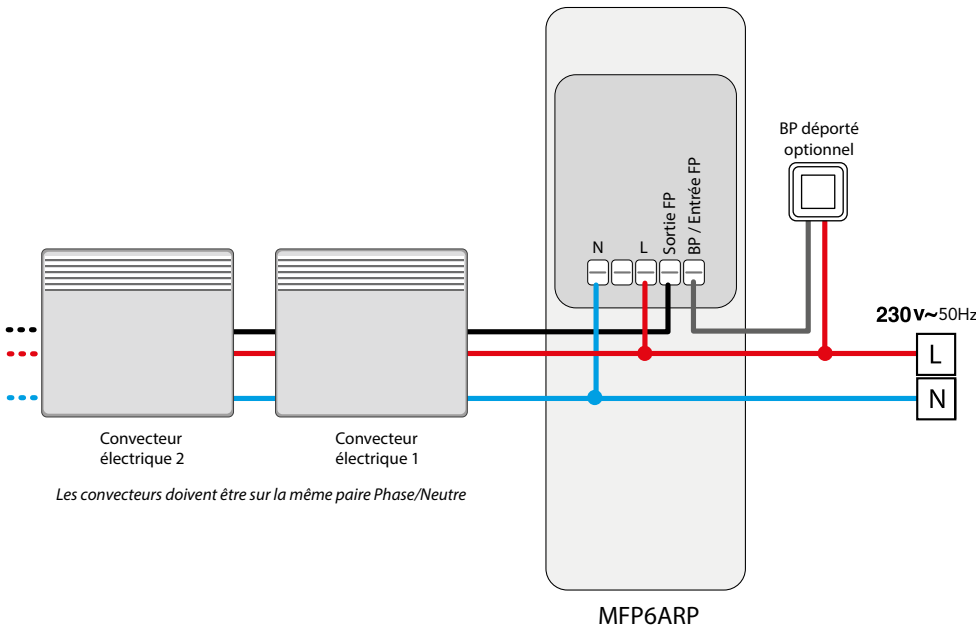 BP déporté
optionnel
N
L
Sortie FP
BP / Entrée FP
230 v~50Hz
L
N
Convecteur
électrique 2
Convecteur
électrique 1
Les convecteurs doivent être sur la même paire Phase/Neutre
MFP6ARP